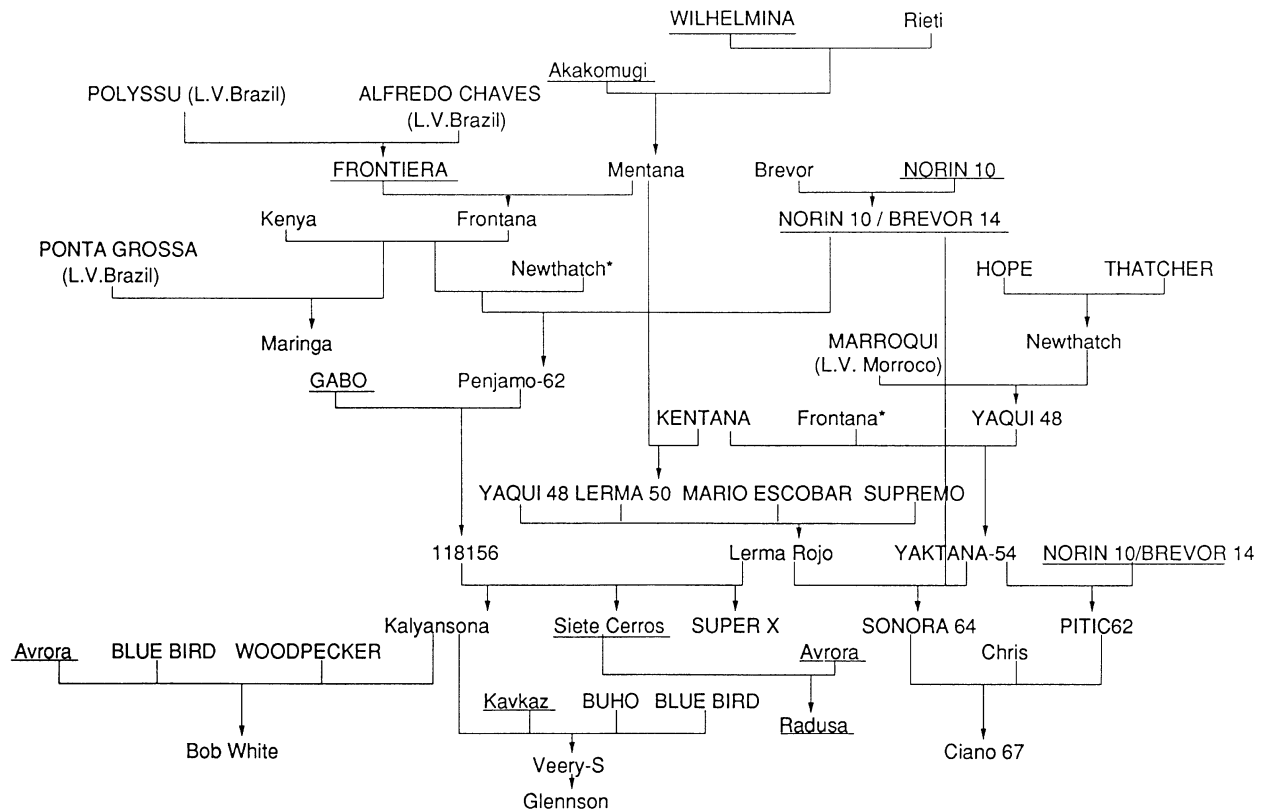 WILHELMINA
Rieti
Akakomugi
POLYSSU (L.V.Brazil)
ALFREDO CHAVES
(L.V.Brazil)
FRONTIERA
Mentana
Brevor
NORIN 10
Kenya
Frontana
NORIN 10 / BREVOR 14
PONTA GROSSA
(L.V.Brazil)
Newthatch*
HOPE
THATCHER
Maringa
MARROQUI
(L.V. Morroco)
Newthatch
GABO
Penjamo-62
KENTANA
Frontana*
YAQUI 48
YAQUI 48 LERMA 50 MARIO ESCOBAR SUPREMO
118156
Lerma Rojo
YAKTANA-54
NORIN 10/BREVOR 14
Kalyansona
Siete Cerros
SUPER X
SONORA 64
PITIC62
Avrora
BLUE BIRD
WOODPECKER
Avrora
Chris
Kavkaz
BUHO
BLUE BIRD
Radusa
Bob White
Veery-S
Ciano 67
Glennson